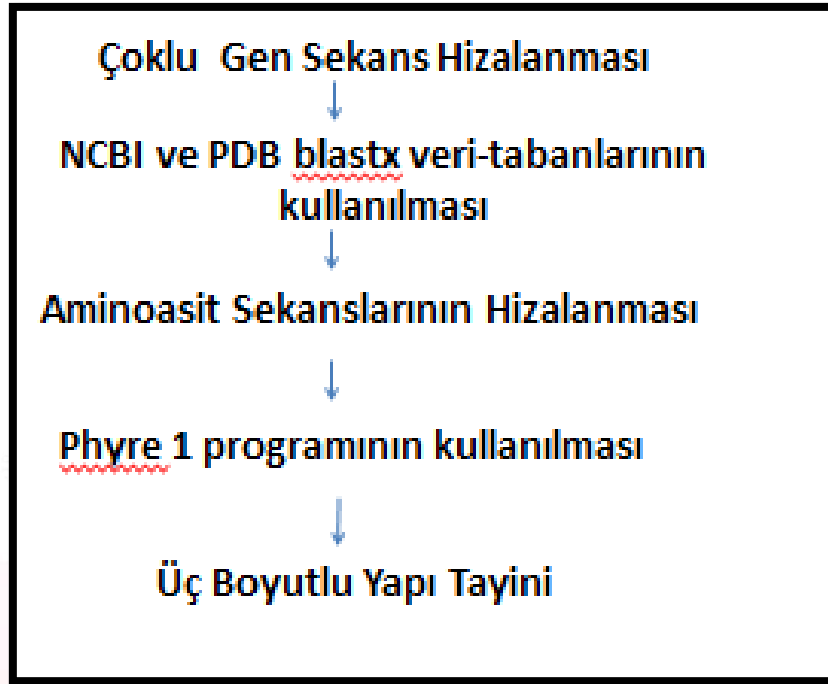 Çoklu Gen Sekans Hizalanması
NCBI ve PDB blastx veri-tabanlarının
kullanılması
Aminoasit Sekanslarının Hizalanması
Phyre 1 programının kullanılması
Üç Boyutlu Yapı Tayini